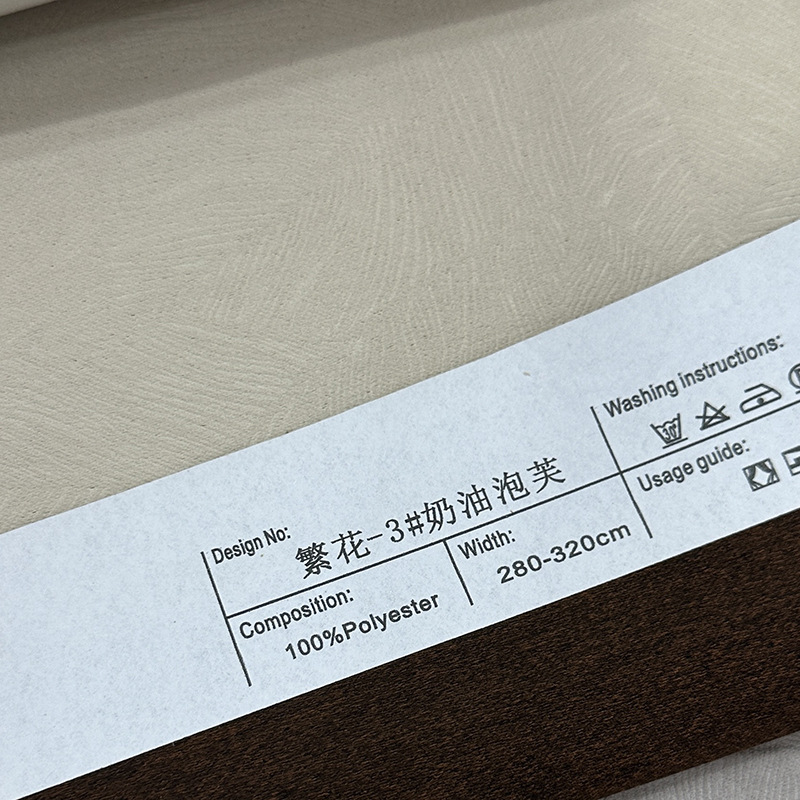 Design No:
繁花-3#奶油泡芙
Composition:
100%Polyester
Width:
280-320cm
Washing instructions:
30°
Usage guide: